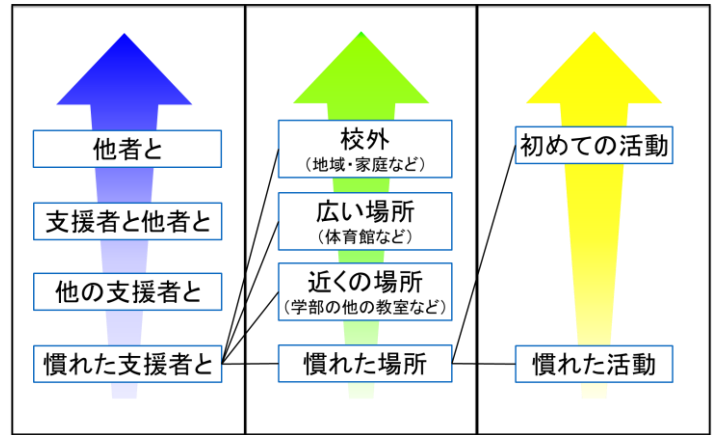 他者と
支援者と他者と
他の支援者と
慣れた支援者と
校外
(地域・家庭など)
広い場所
(体育館など)
近くの場所
(学部の他の教室など)
慣れた場所
初めての活動
慣れた活動